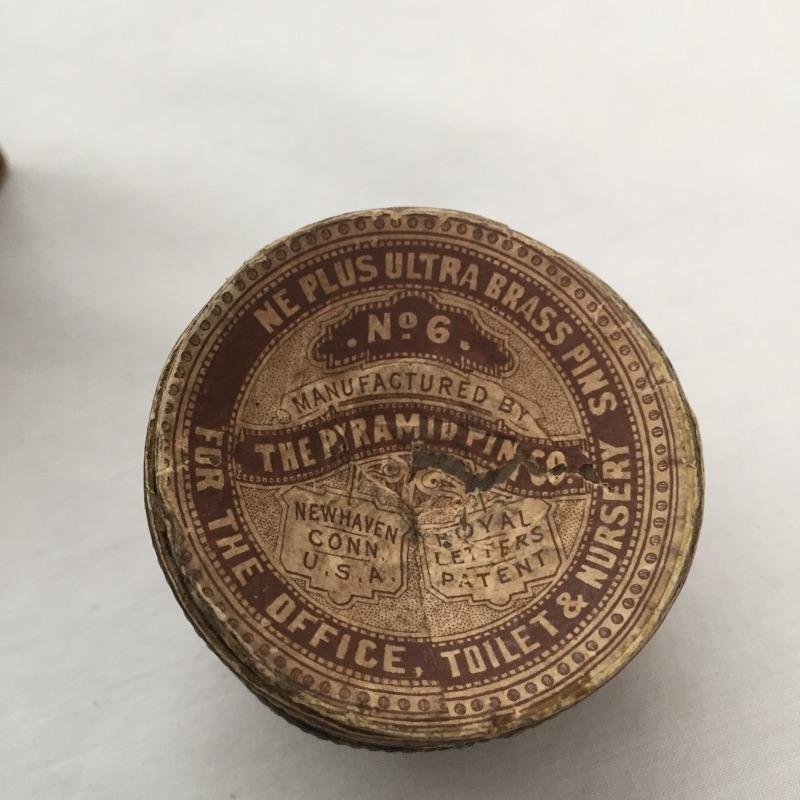 NE PLUS ULTRA BRASS PINS
FOR THE OFFICE, TOILET & NURSERY
. Nº 6 .
MANUFACTURED BY
THE PYRAMID PIN CO.
NEWHAVEN
CONN.
U.S.A.
ROYAL
LETTERS
PATENT